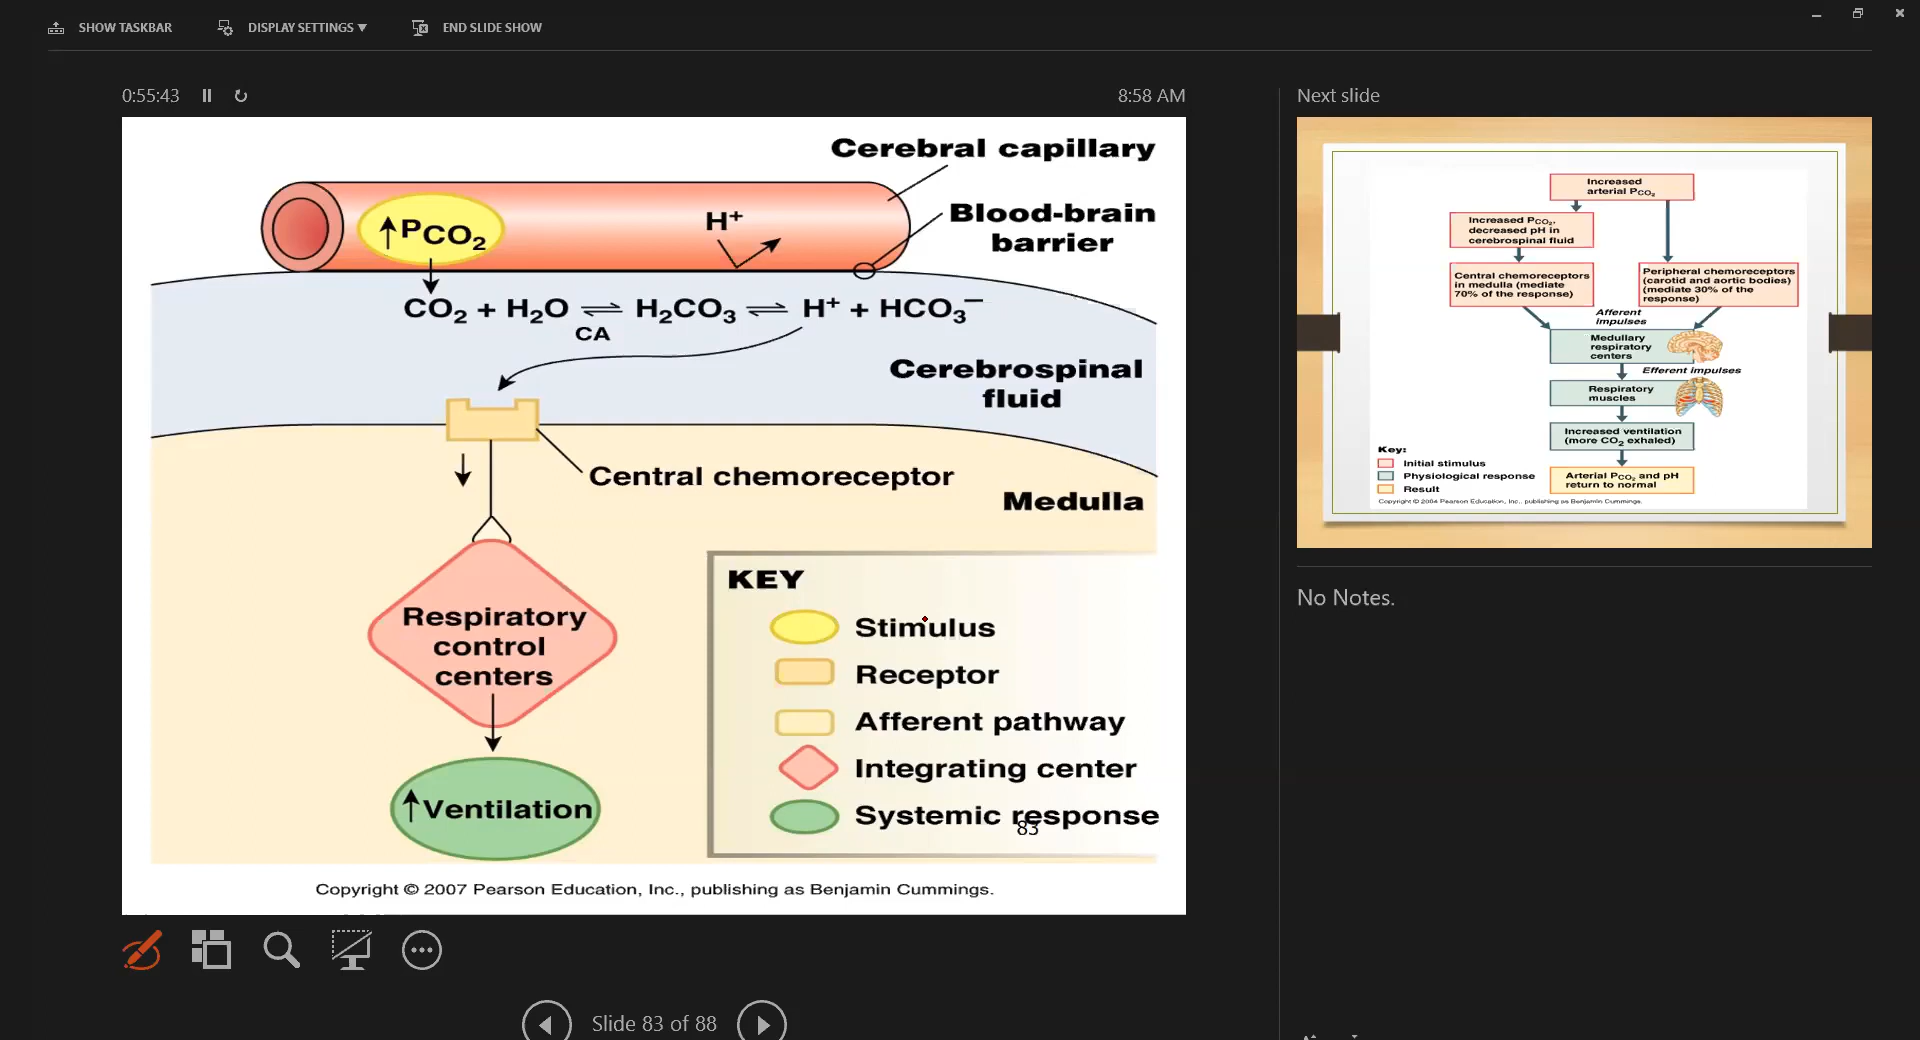 SHOW TASKBAR
DISPLAY SETTINGS ▼
END SLIDE SHOW
0:55:43
8:58 AM
Cerebral capillary
Blood-brain
barrier
↑PCO₂
H⁺
CO₂ + H₂O ⇌ H₂CO₃ ⇌ H⁺ + HCO₃⁻
CA
Cerebrospinal
fluid
Central chemoreceptor
Medulla
Respiratory
control
centers
↑Ventilation
KEY
Stimulus
Receptor
Afferent pathway
Integrating center
Systemic response
83
Copyright © 2007 Pearson Education, Inc., publishing as Benjamin Cummings.
Slide 83 of 88
Next slide
Increased
arterial PCO₂
Increased PCO₂,
decreased pH in
cerebrospinal fluid
Central chemoreceptors
in medulla (mediate
70% of the response)
Peripheral chemoreceptors
(carotid and aortic bodies)
(mediate 30% of the
response)
Afferent
impulses
Medullary
respiratory
centers
Efferent impulses
Respiratory
muscles
Increased ventilation
(more CO₂ exhaled)
Arterial PCO₂ and pH
return to normal
Key:
Initial stimulus
Physiological response
Result
Copyright © 2004 Pearson Education, Inc., publishing as Benjamin Cummings.
No Notes.